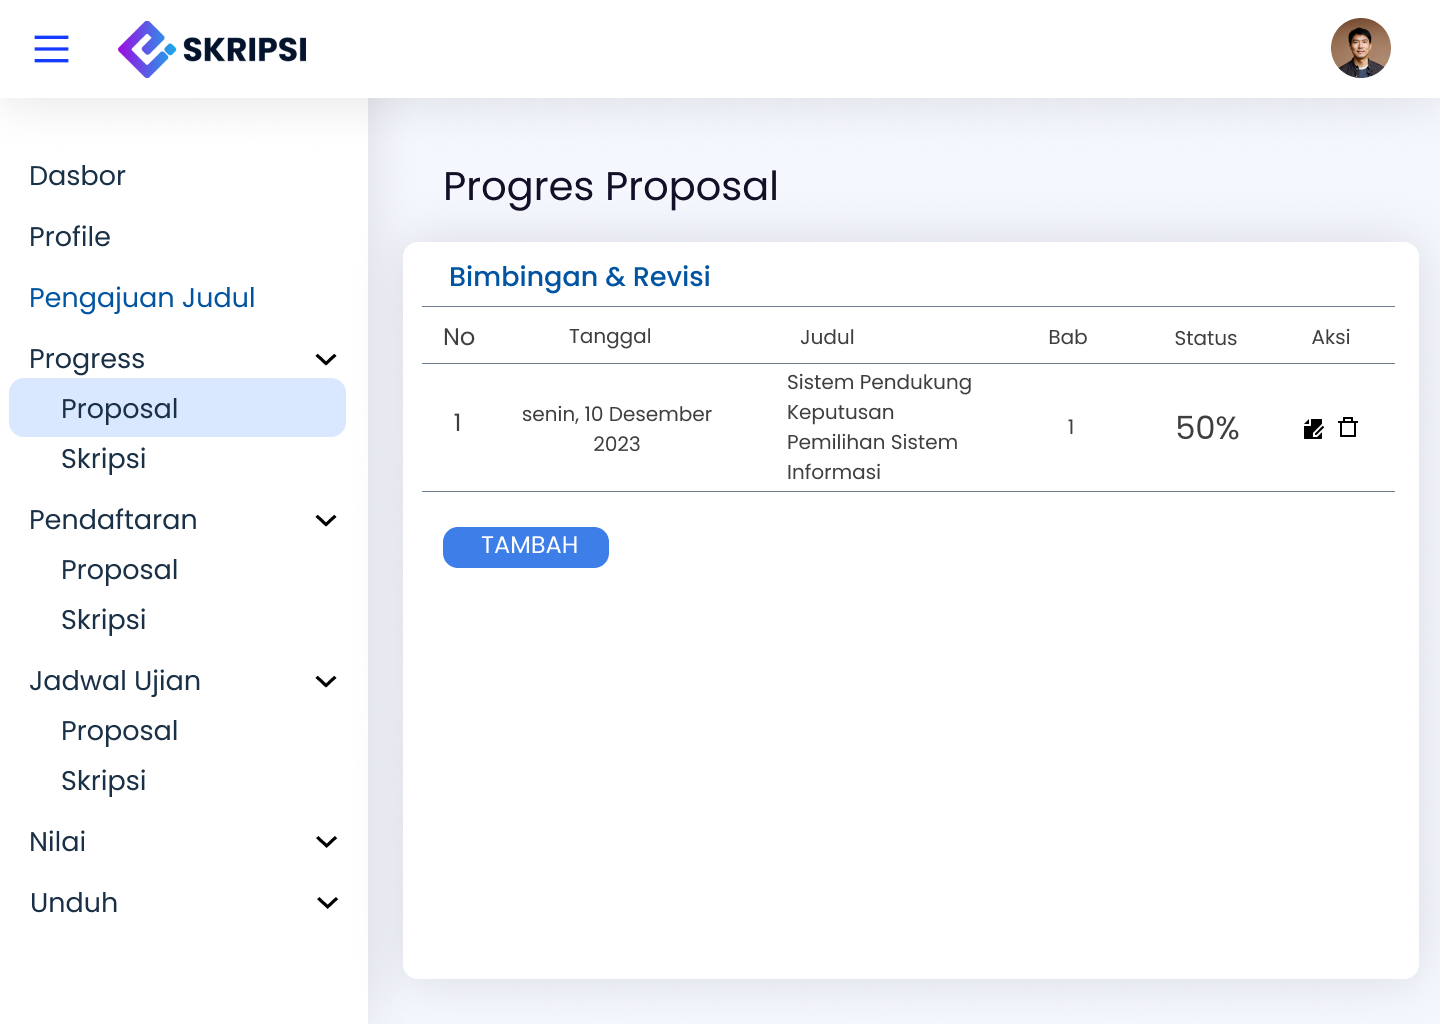 SKRIPSI
Dasbor
Profile
Pengajuan Judul
Progress
Proposal
Skripsi
Pendaftaran
Proposal
Skripsi
Jadwal Ujian
Proposal
Skripsi
Nilai
Unduh
Progres Proposal
Bimbingan & Revisi
No Tanggal Judul Bab Status Aksi
1 senin, 10 Desember 2023 Sistem Pendukung Keputusan Pemilihan Sistem Informasi 1 50%
TAMBAH